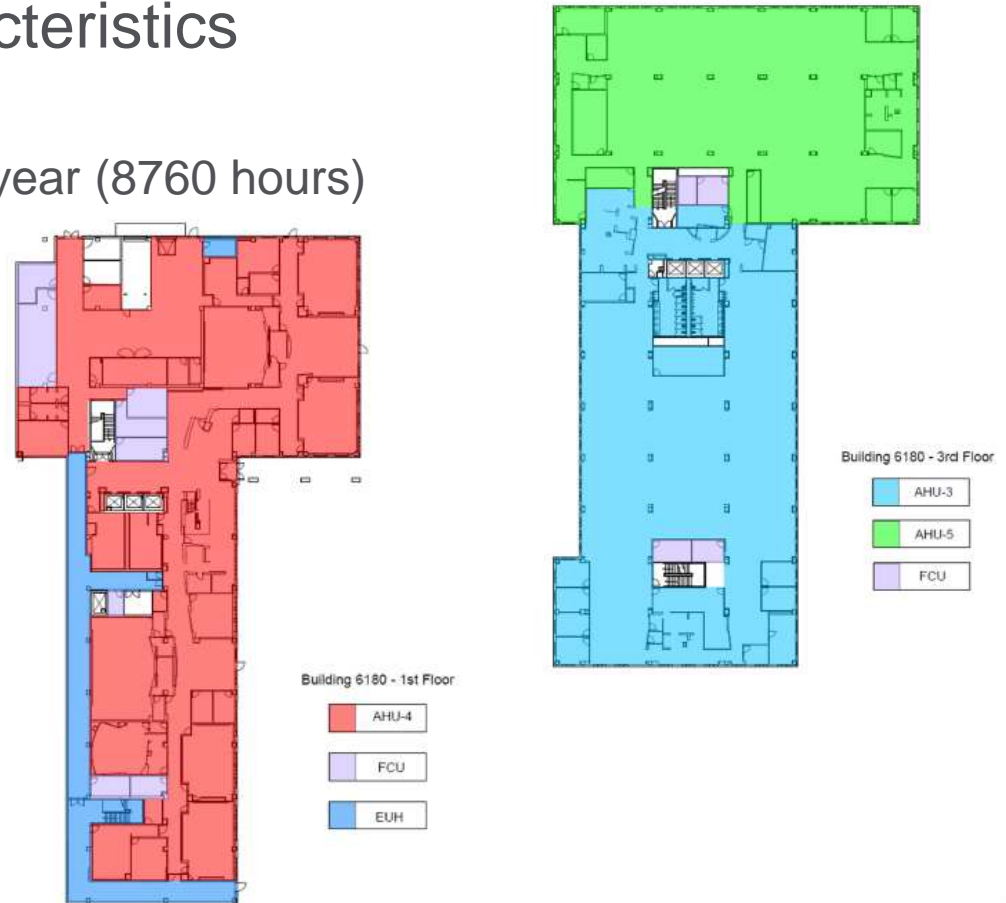 cteristics
year (8760 hours)
Building 6180 - 3rd Floor
AHU-3
AHU-5
FCU
Building 6180 - 1st Floor
AHU-4
FCU
EUH